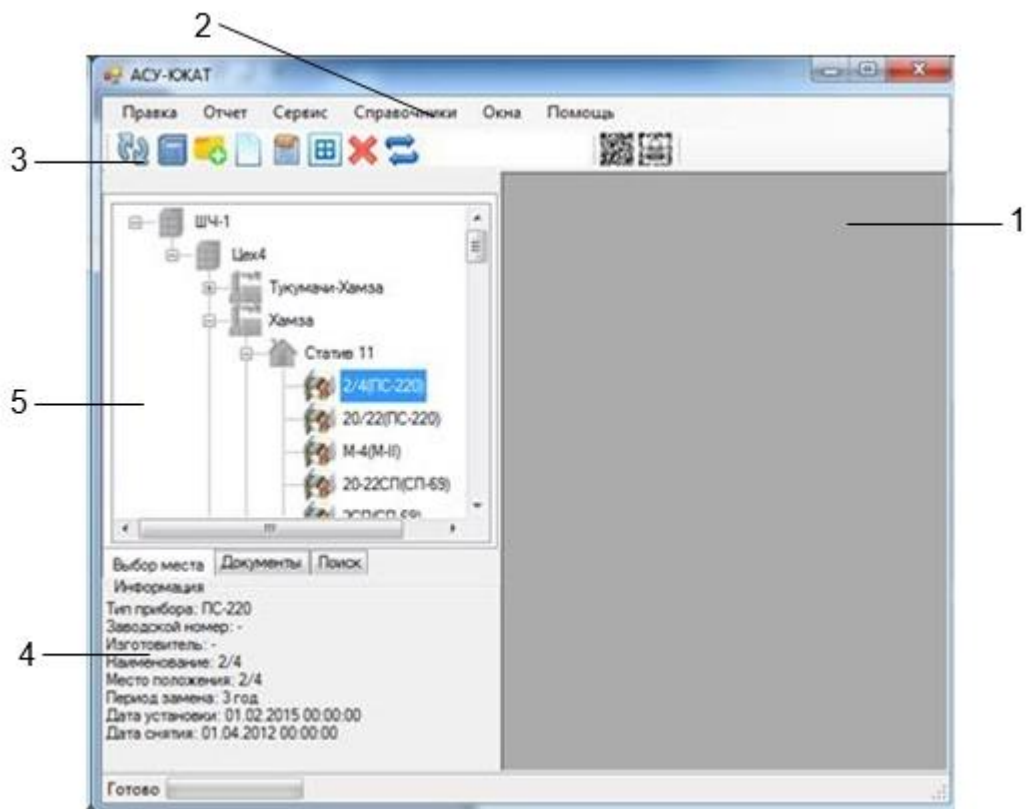 2
АСУ-ЮКАТ
Правка Отчет Сервис Справочники Окна Помощь
3
1
ШЧ-1
Цех4
Тукумачи-Хамза
Хамза
Статив 11
2/4(ПС-220)
5
20/22(ПС-220)
М-4(М-II)
20-22СП(СП-69)
2СП(СП-69)
Выбор места Документы Поиск
Информация
Тип прибора: ПС-220
Заводской номер: -
Изготовитель: -
4
Наименование: 2/4
Место положения: 2/4
Период замена: 3 год
Дата установки: 01.02.2015 00:00:00
Дата снятия: 01.04.2012 00:00:00
Готово